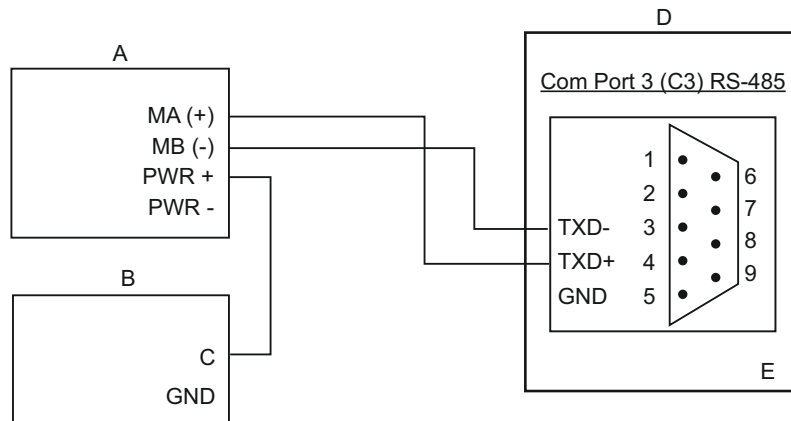 A
MA (+)
MB (-)
PWR +
PWR -
B
C
GND
D
Com Port 3 (C3) RS-485
1
6
2
7
TXD- 3
8
TXD+ 4
9
GND 5
E